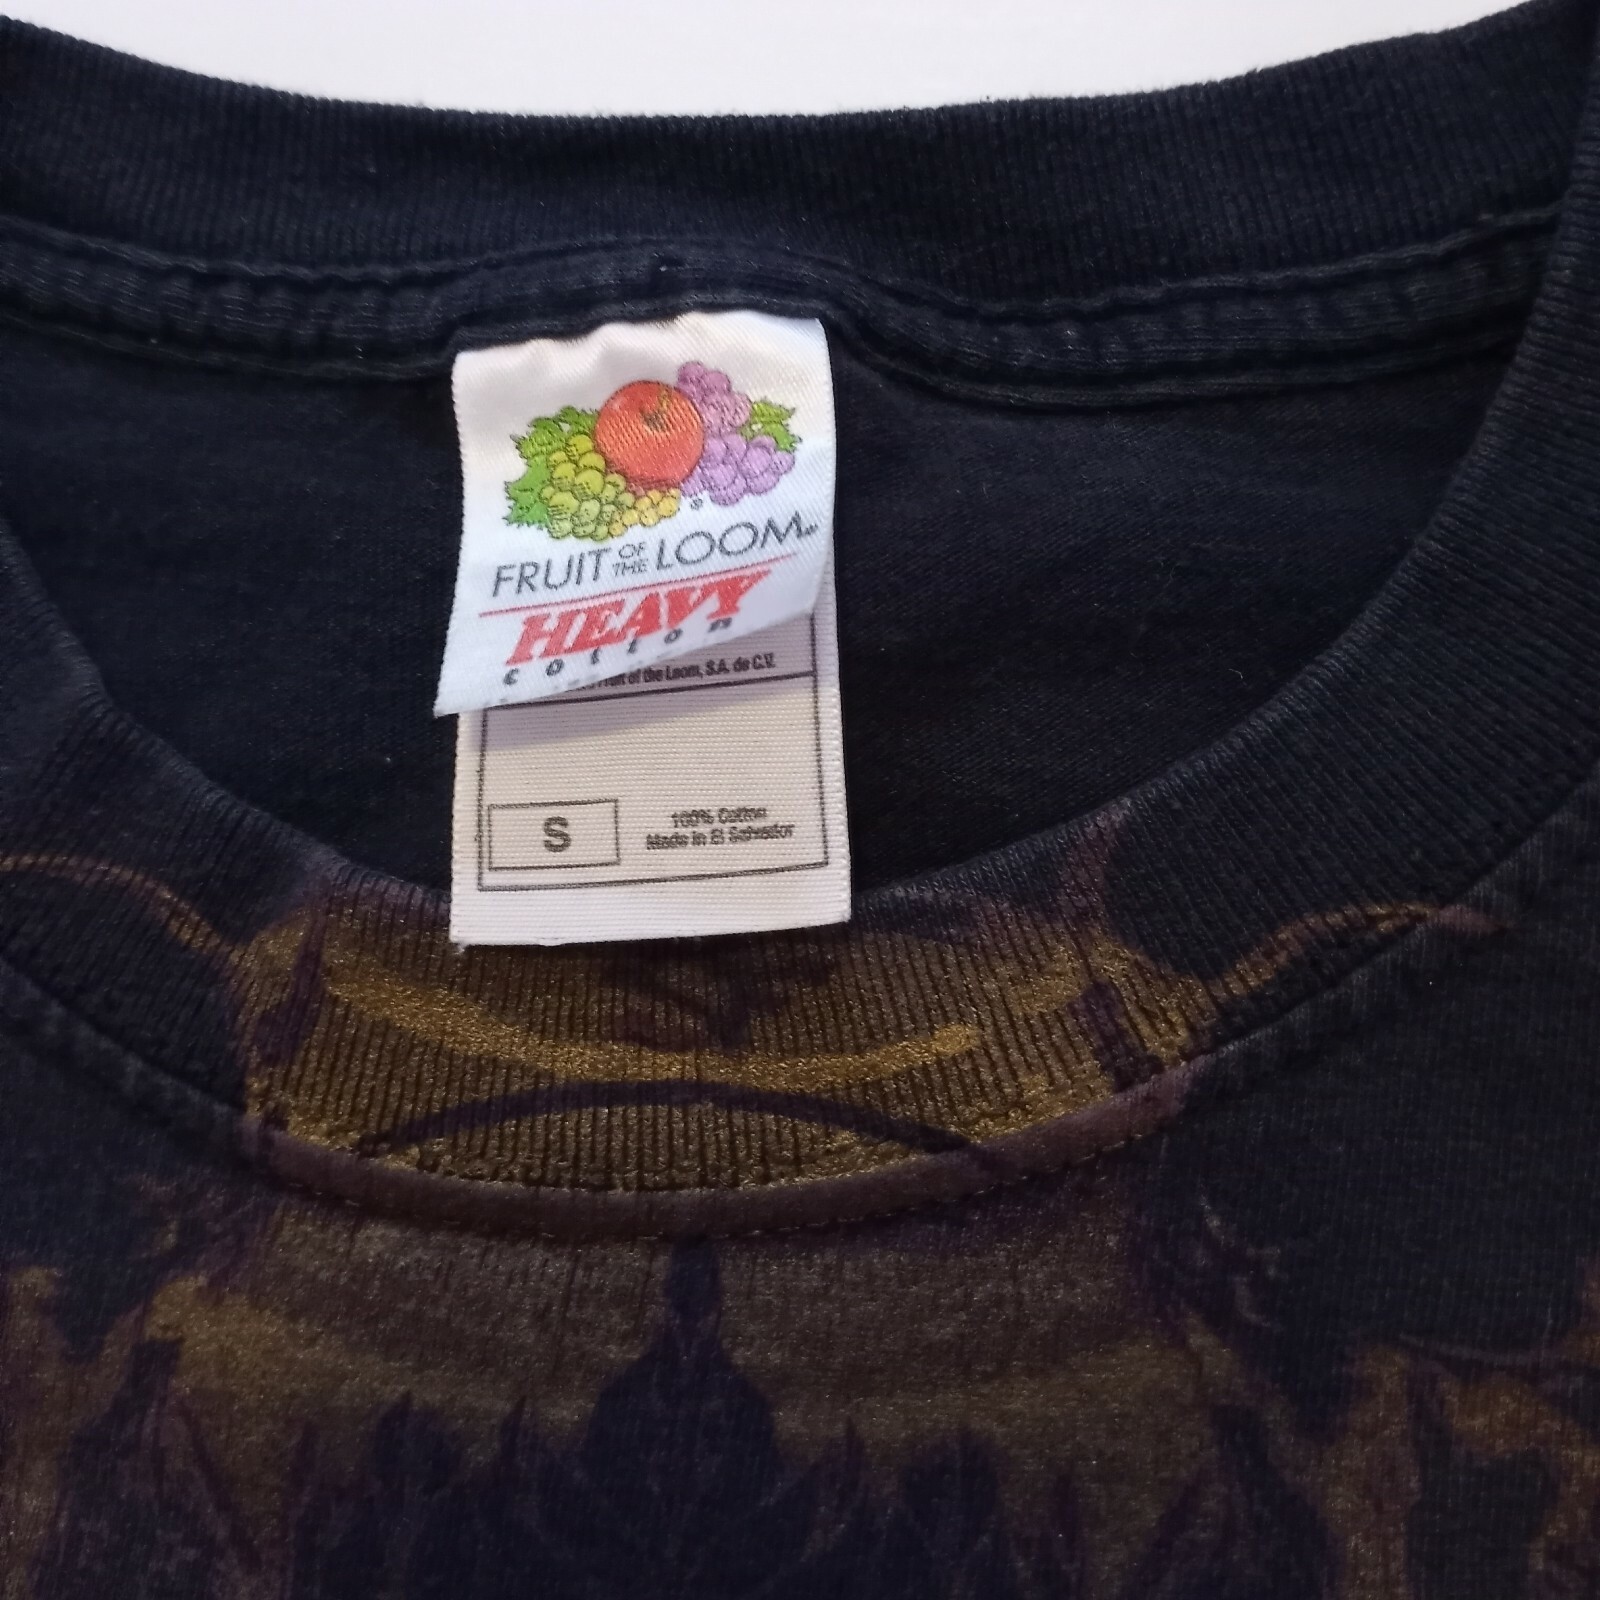 FRUIT OF THE LOOM
HEAVY
cotton
Fruit of the Loom, S.A. de C.V.
S
100% Cotton
Made in El Salvador